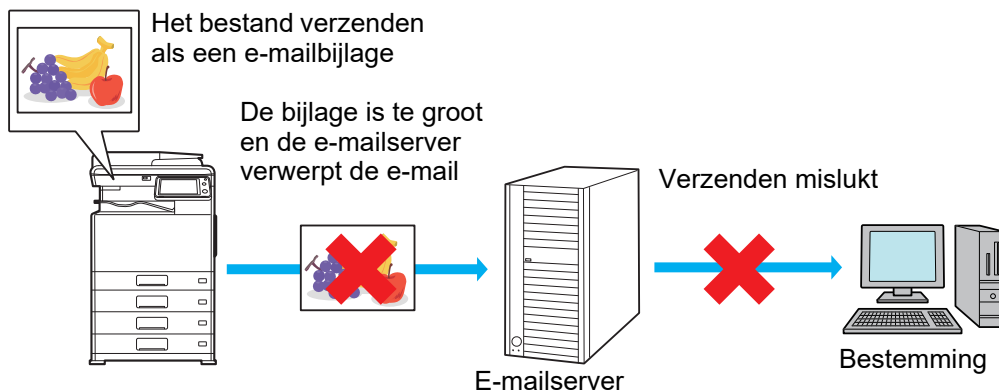 Het bestand verzenden
als een e-mailbijlage
De bijlage is te groot
en de e-mailserver
verwerpt de e-mail
Verzenden mislukt
E-mailserver
Bestemming